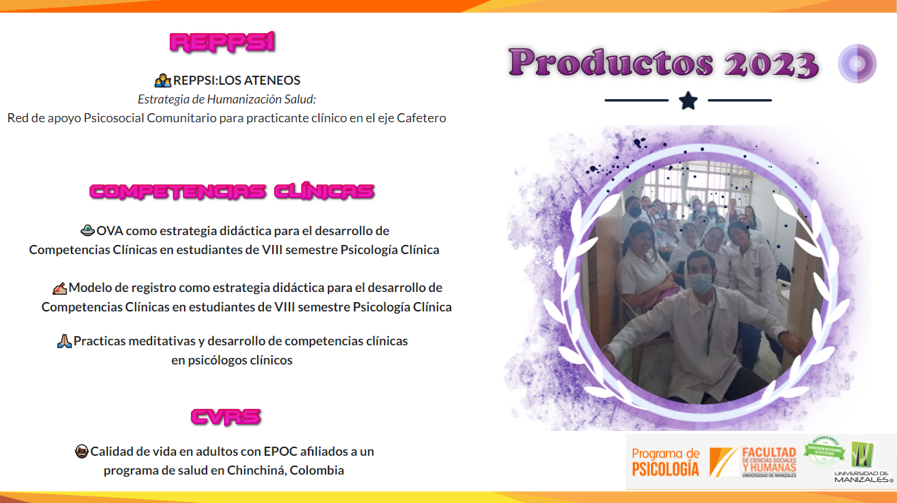 REPPSI
REPPSI:LOS ATENEOS
Estrategia de Humanización Salud:
Red de apoyo Psicosocial Comunitario para practicante clínico en el eje Cafetero
COMPETENCIAS CLÍNICAS
OVA como estrategia didáctica para el desarrollo de
Competencias Clínicas en estudiantes de VIII semestre Psicología Clínica
Modelo de registro como estrategia didáctica para el desarrollo de
Competencias Clínicas en estudiantes de VIII semestre Psicología Clínica
Practicas meditativas y desarrollo de competencias clínicas
en psicólogos clínicos
CVRS
Calidad de vida en adultos con EPOC afiliados a un
programa de salud en Chinchiná, Colombia
Productos 2023
Programa de
PSICOLOGÍA
FACULTAD
DE CIENCIAS SOCIALES
Y HUMANAS
UNIVERSIDAD DE MANIZALES
UNIVERSIDAD DE
MANIZALES